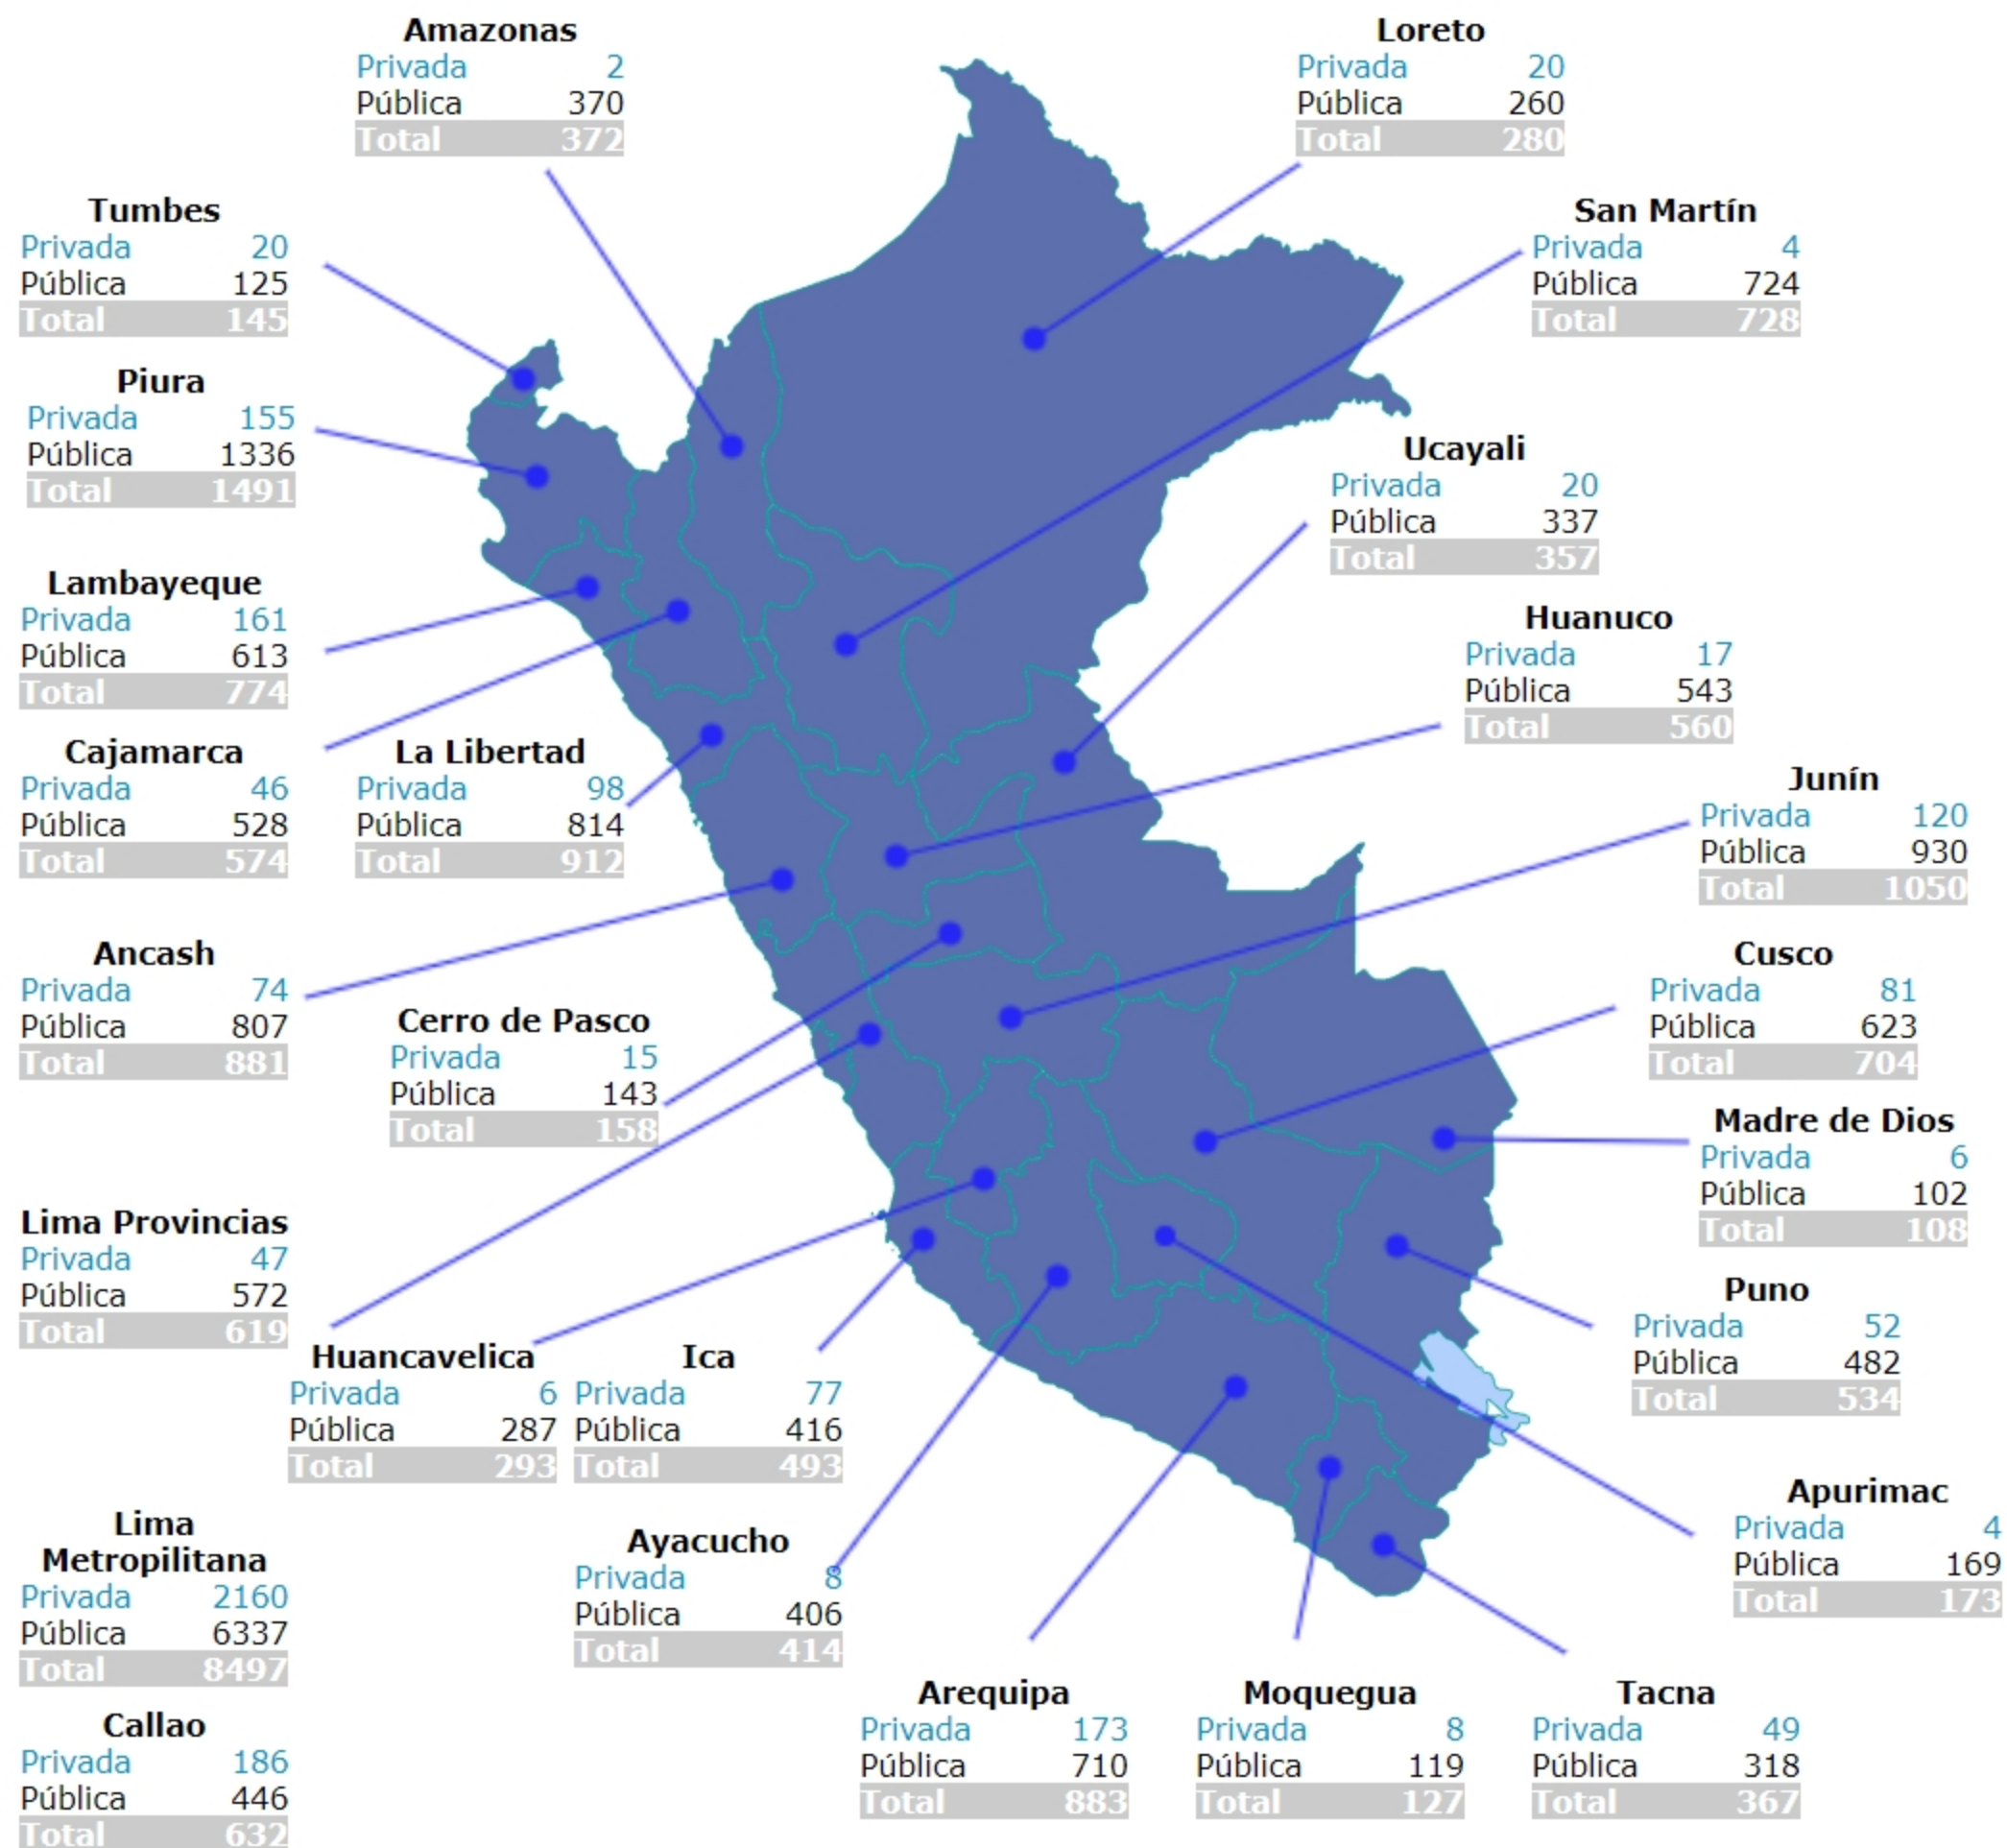 Amazonas
Privada 2
Pública 370
Total 372
Loreto
Privada 20
Pública 260
Total 280
Tumbes
Privada 20
Pública 125
Total 145
San Martín
Privada 4
Pública 724
Total 728
Piura
Privada 155
Pública 1336
Total 1491
Ucayali
Privada 20
Pública 337
Total 357
Lambayeque
Privada 161
Pública 613
Total 774
Huanuco
Privada 17
Pública 543
Total 560
Cajamarca
Privada 46
Pública 528
Total 574
La Libertad
Privada 98
Pública 814
Total 912
Junín
Privada 120
Pública 930
Total 1050
Ancash
Privada 74
Pública 807
Total 881
Cusco
Privada 81
Pública 623
Total 704
Cerro de Pasco
Privada 15
Pública 143
Total 158
Madre de Dios
Privada 6
Pública 102
Total 108
Lima Provincias
Privada 47
Pública 572
Total 619
Puno
Privada 52
Pública 482
Total 534
Huancavelica
Privada 6
Pública 287
Total 293
Ica
Privada 77
Pública 416
Total 493
Apurimac
Privada 4
Pública 169
Total 173
Lima
Metropilitana
Privada 2160
Pública 6337
Total 8497
Ayacucho
Privada 8
Pública 406
Total 414
Arequipa
Privada 173
Pública 710
Total 883
Moquegua
Privada 8
Pública 119
Total 127
Tacna
Privada 49
Pública 318
Total 367
Callao
Privada 186
Pública 446
Total 632